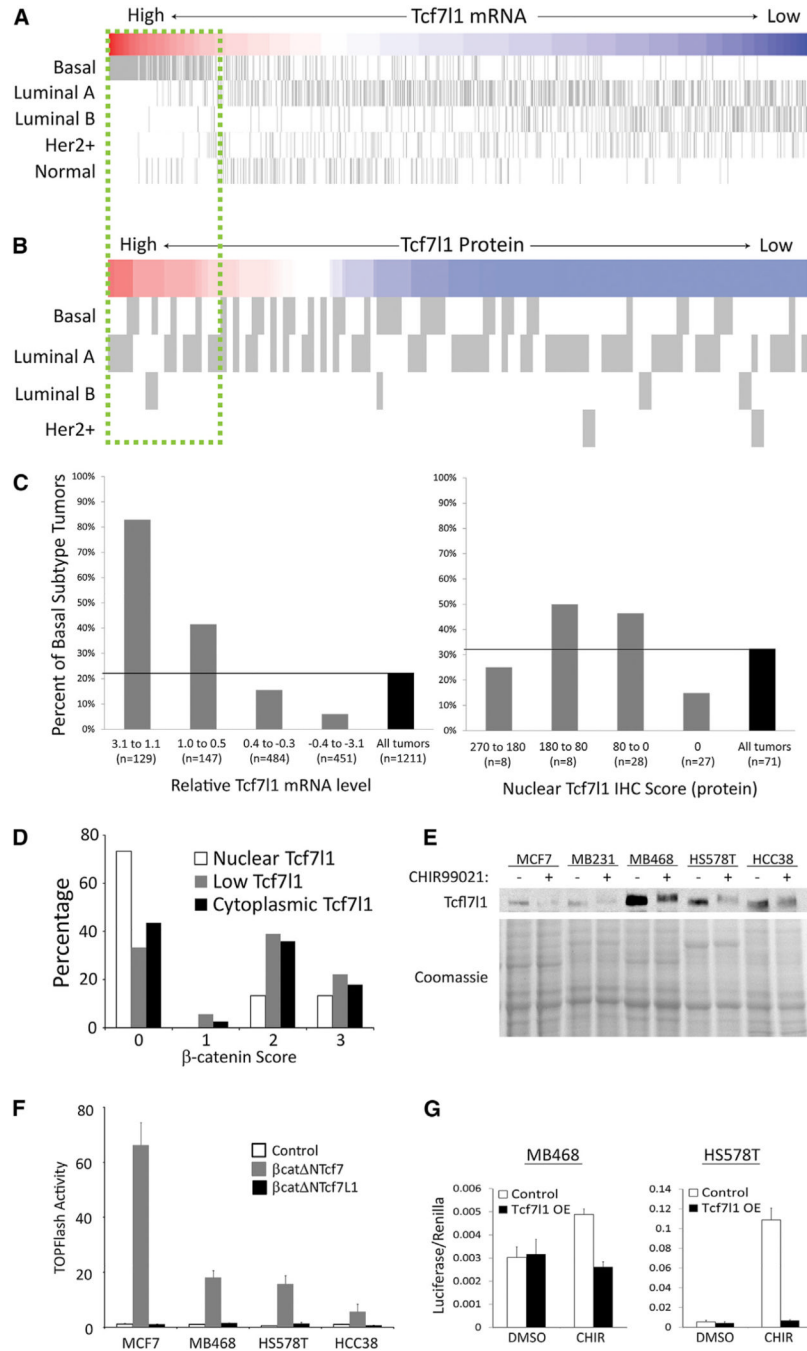 A
High
Tcf7l1 mRNA
Low
Basal
Luminal A
Luminal B
Her2+
Normal
B
High
Tcf7l1 Protein
Low
Basal
Luminal A
Luminal B
Her2+
C
Percent of Basal Subtype Tumors
100%
90%
80%
70%
60%
50%
40%
30%
20%
10%
0%
3.1 to 1.1 1.0 to 0.5 0.4 to -0.3 -0.4 to -3.1 All tumors
(n=129) (n=147) (n=484) (n=451) (n=1211)
Relative Tcf7l1 mRNA level
100%
90%
80%
70%
60%
50%
40%
30%
20%
10%
0%
270 to 180 180 to 80 80 to 0 0 All tumors
(n=8) (n=8) (n=28) (n=27) (n=71)
Nuclear Tcf7l1 IHC Score (protein)
D
Percentage
80
60
40
20
0
Nuclear Tcf7l1
Low Tcf7l1
Cytoplasmic Tcf7l1
0 1 2 3
β-catenin Score
E
MCF7 MB231 MB468 HS578T HCC38
CHIR99021: - + - + - + - + - +
Tcfl7l1
Coomassie
F
TOPFlash Activity
80
60
40
20
0
Control
βcatΔNTcf7
βcatΔNTcf7L1
MCF7 MB468 HS578T HCC38
G
MB468
Luciferase/Renilla
0.006
0.005
0.004
0.003
0.002
0.001
0
Control
Tcf7l1 OE
DMSO CHIR
HS578T
0.14
0.12
0.1
0.08
0.06
0.04
0.02
0
Control
Tcf7l1 OE
DMSO CHIR